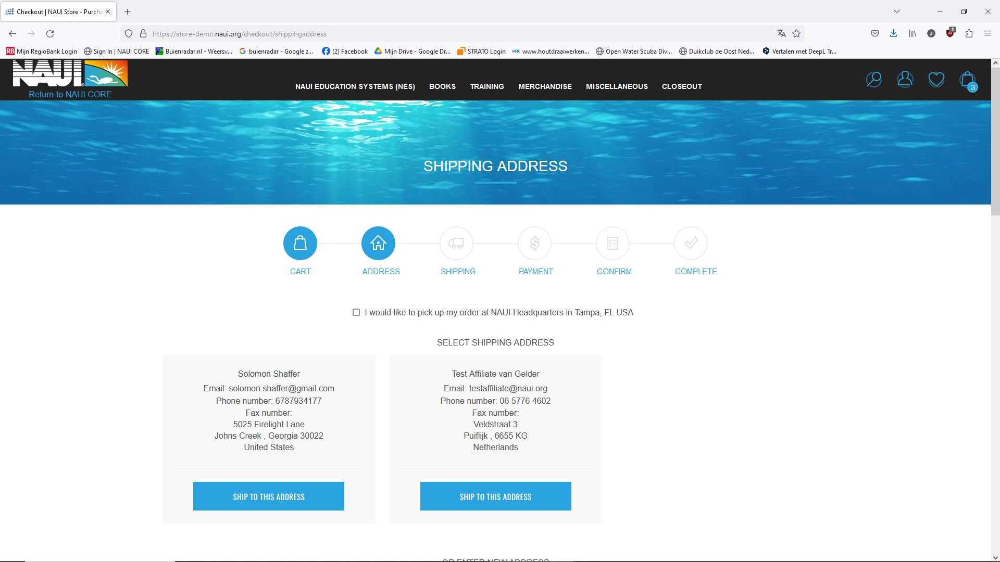 Checkout | NAUI Store - Purcha
https://store-demo.naui.org/checkout/shippingaddress
1
RB Mijn RegioBank Login
Sign In | NAUI CORE
Buienradar.nl - Weersv...
buienradar - Google z...
(2) Facebook
Mijn Drive - Google Dr...
STRATO Login
www.houtdraaiwerken...
Open Water Scuba Div...
Duikclub de Oost Ned...
Vertalen met DeepL Tr...
NAUI
Return to NAUI CORE
NAUI EDUCATION SYSTEMS (NES)
BOOKS
TRAINING
MERCHANDISE
MISCELLANEOUS
CLOSEOUT
3
SHIPPING ADDRESS
CART
ADDRESS
SHIPPING
PAYMENT
CONFIRM
COMPLETE
I would like to pick up my order at NAUI Headquarters in Tampa, FL USA
SELECT SHIPPING ADDRESS
Solomon Shaffer
Email: solomon.shaffer@gmail.com
Phone number: 6787934177
Fax number:
5025 Firelight Lane
Johns Creek , Georgia 30022
United States
SHIP TO THIS ADDRESS
Test Affiliate van Gelder
Email: testaffiliate@naui.org
Phone number: 06 5776 4602
Fax number:
Veldstraat 3
Puiflijk , 6655 KG
Netherlands
SHIP TO THIS ADDRESS
OR ENTER NEW ADDRESS